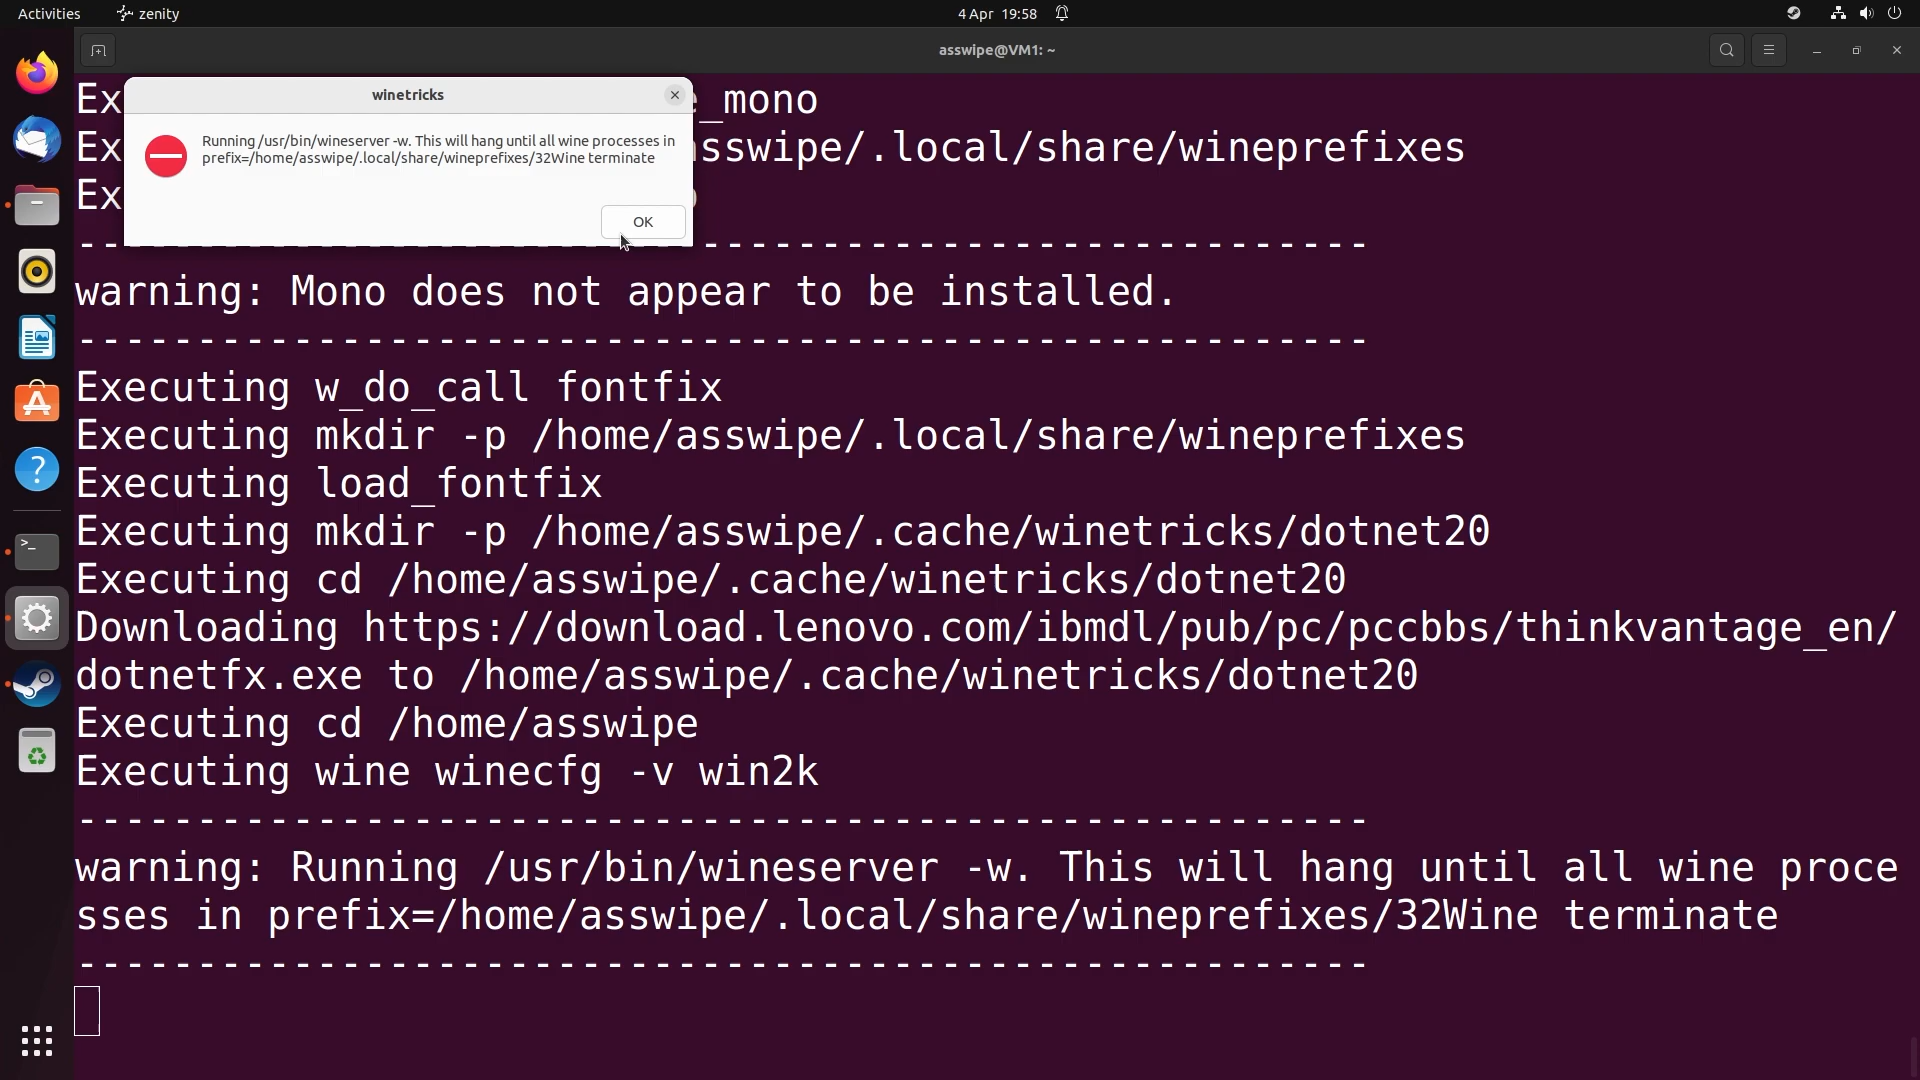 Activities
zenity
4 Apr 19:58
asswipe@VM1: ~
winetricks
Running /usr/bin/wineserver -w. This will hang until all wine processes in
prefix=/home/asswipe/.local/share/wineprefixes/32Wine terminate
OK
Ex _mono
Ex sswipe/.local/share/wineprefixes
Ex
------------------------------------------------------
warning: Mono does not appear to be installed.
------------------------------------------------------
Executing w_do_call fontfix
Executing mkdir -p /home/asswipe/.local/share/wineprefixes
Executing load_fontfix
Executing mkdir -p /home/asswipe/.cache/winetricks/dotnet20
Executing cd /home/asswipe/.cache/winetricks/dotnet20
Downloading https://download.lenovo.com/ibmdl/pub/pc/pccbbs/thinkvantage_en/
dotnetfx.exe to /home/asswipe/.cache/winetricks/dotnet20
Executing cd /home/asswipe
Executing wine winecfg -v win2k
------------------------------------------------------
warning: Running /usr/bin/wineserver -w. This will hang until all wine proce
sses in prefix=/home/asswipe/.local/share/wineprefixes/32Wine terminate
------------------------------------------------------